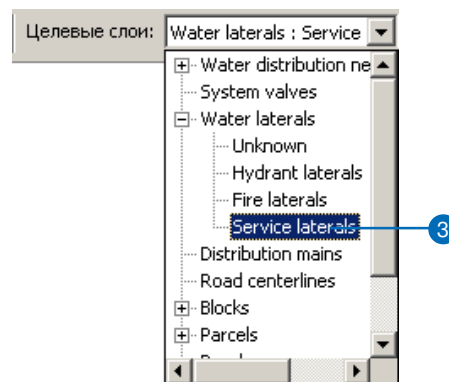 Целевые слои: Water laterals : Service
Water distribution ne
System valves
Water laterals
Unknown
Hydrant laterals
Fire laterals
Service laterals
3
Distribution mains
Road centerlines
Blocks
Parcels